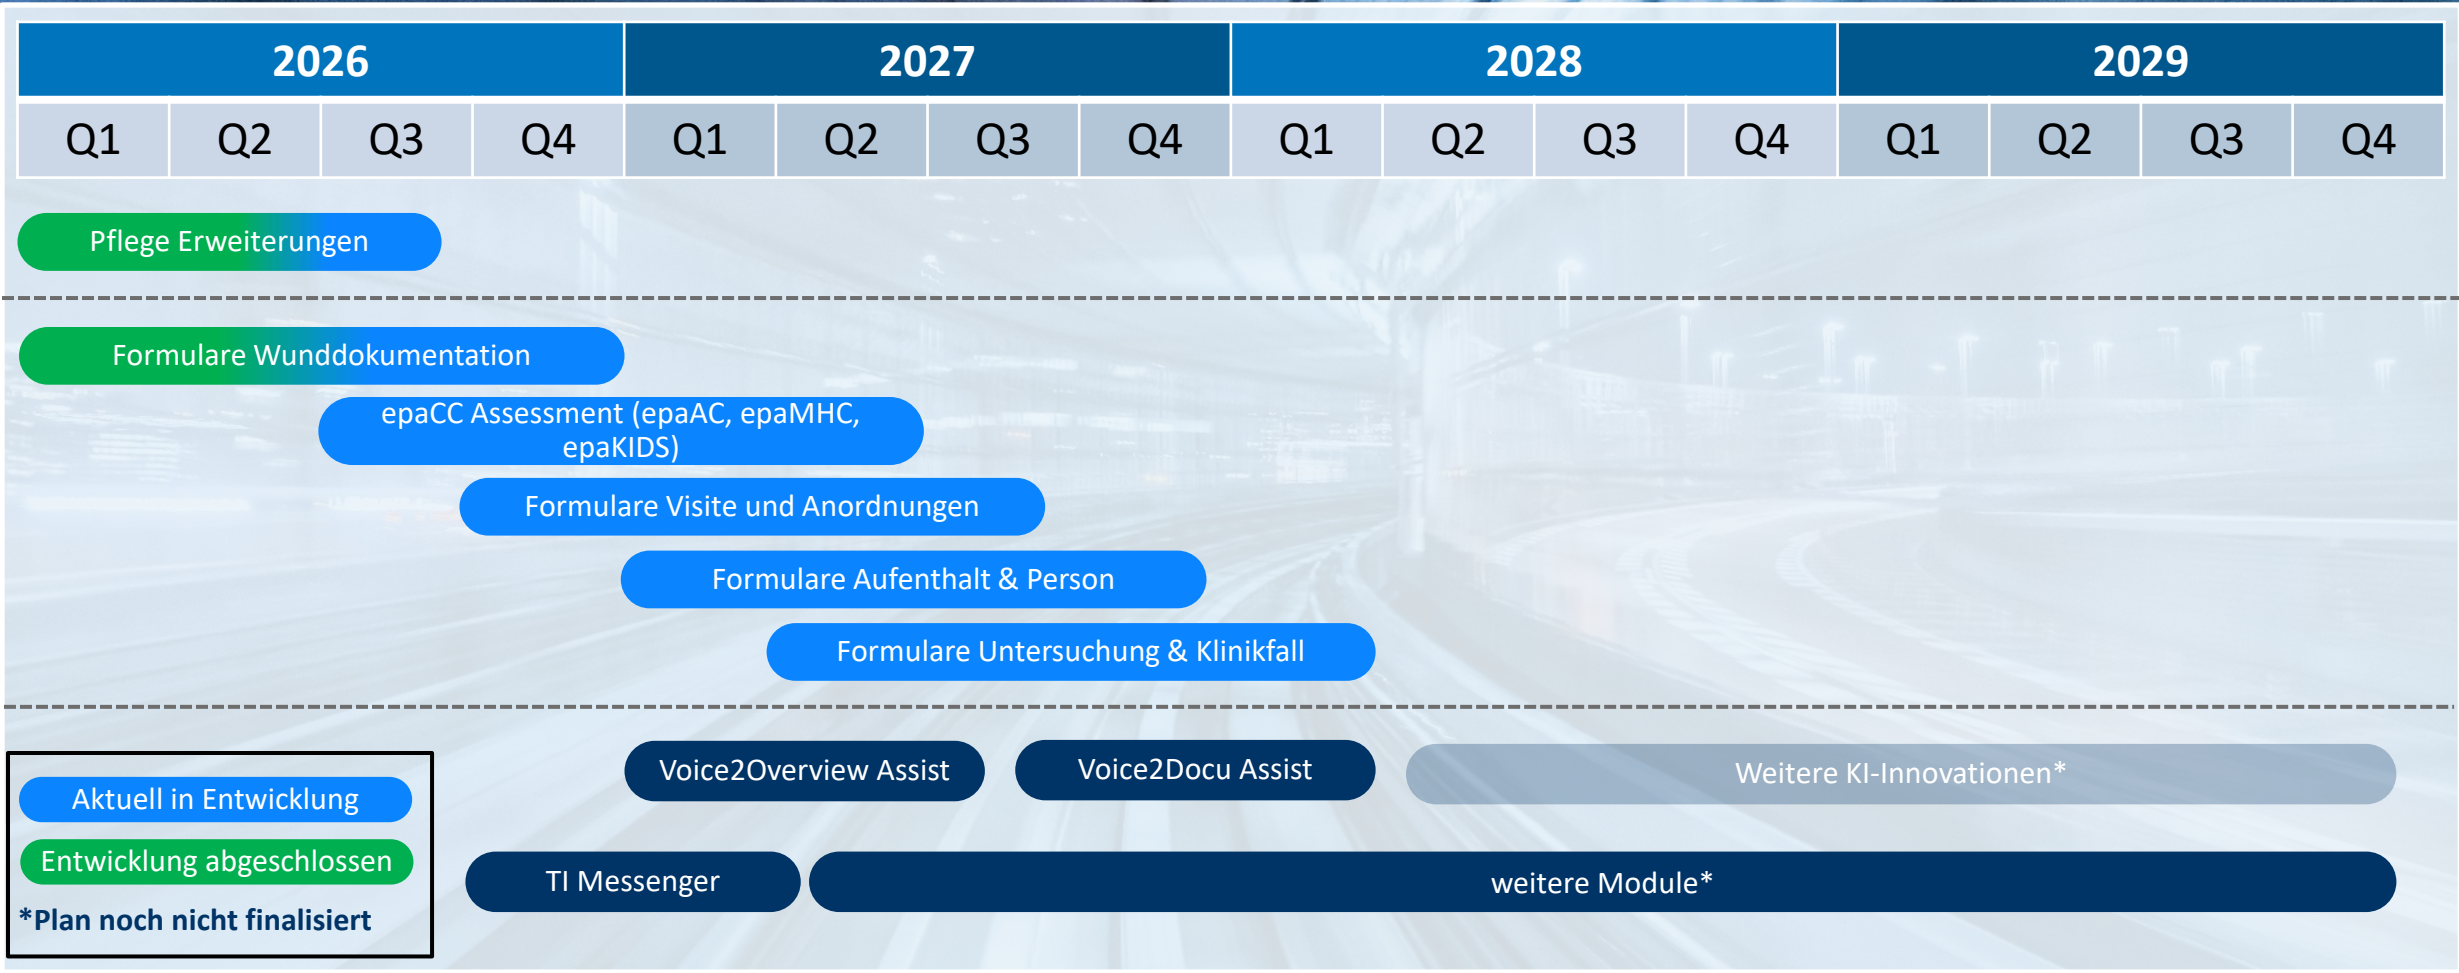 2026 2027 2028 2029
Q1 Q2 Q3 Q4 Q1 Q2 Q3 Q4 Q1 Q2 Q3 Q4 Q1 Q2 Q3 Q4
Pflege Erweiterungen
Formulare Wunddokumentation
epaCC Assessment (epaAC, epaMHC,
epaKIDS)
Formulare Visite und Anordnungen
Formulare Aufenthalt & Person
Formulare Untersuchung & Klinikfall
Voice2Overview Assist
Voice2Docu Assist
Weitere KI-Innovationen*
TI Messenger
weitere Module*
Aktuell in Entwicklung
Entwicklung abgeschlossen
*Plan noch nicht finalisiert